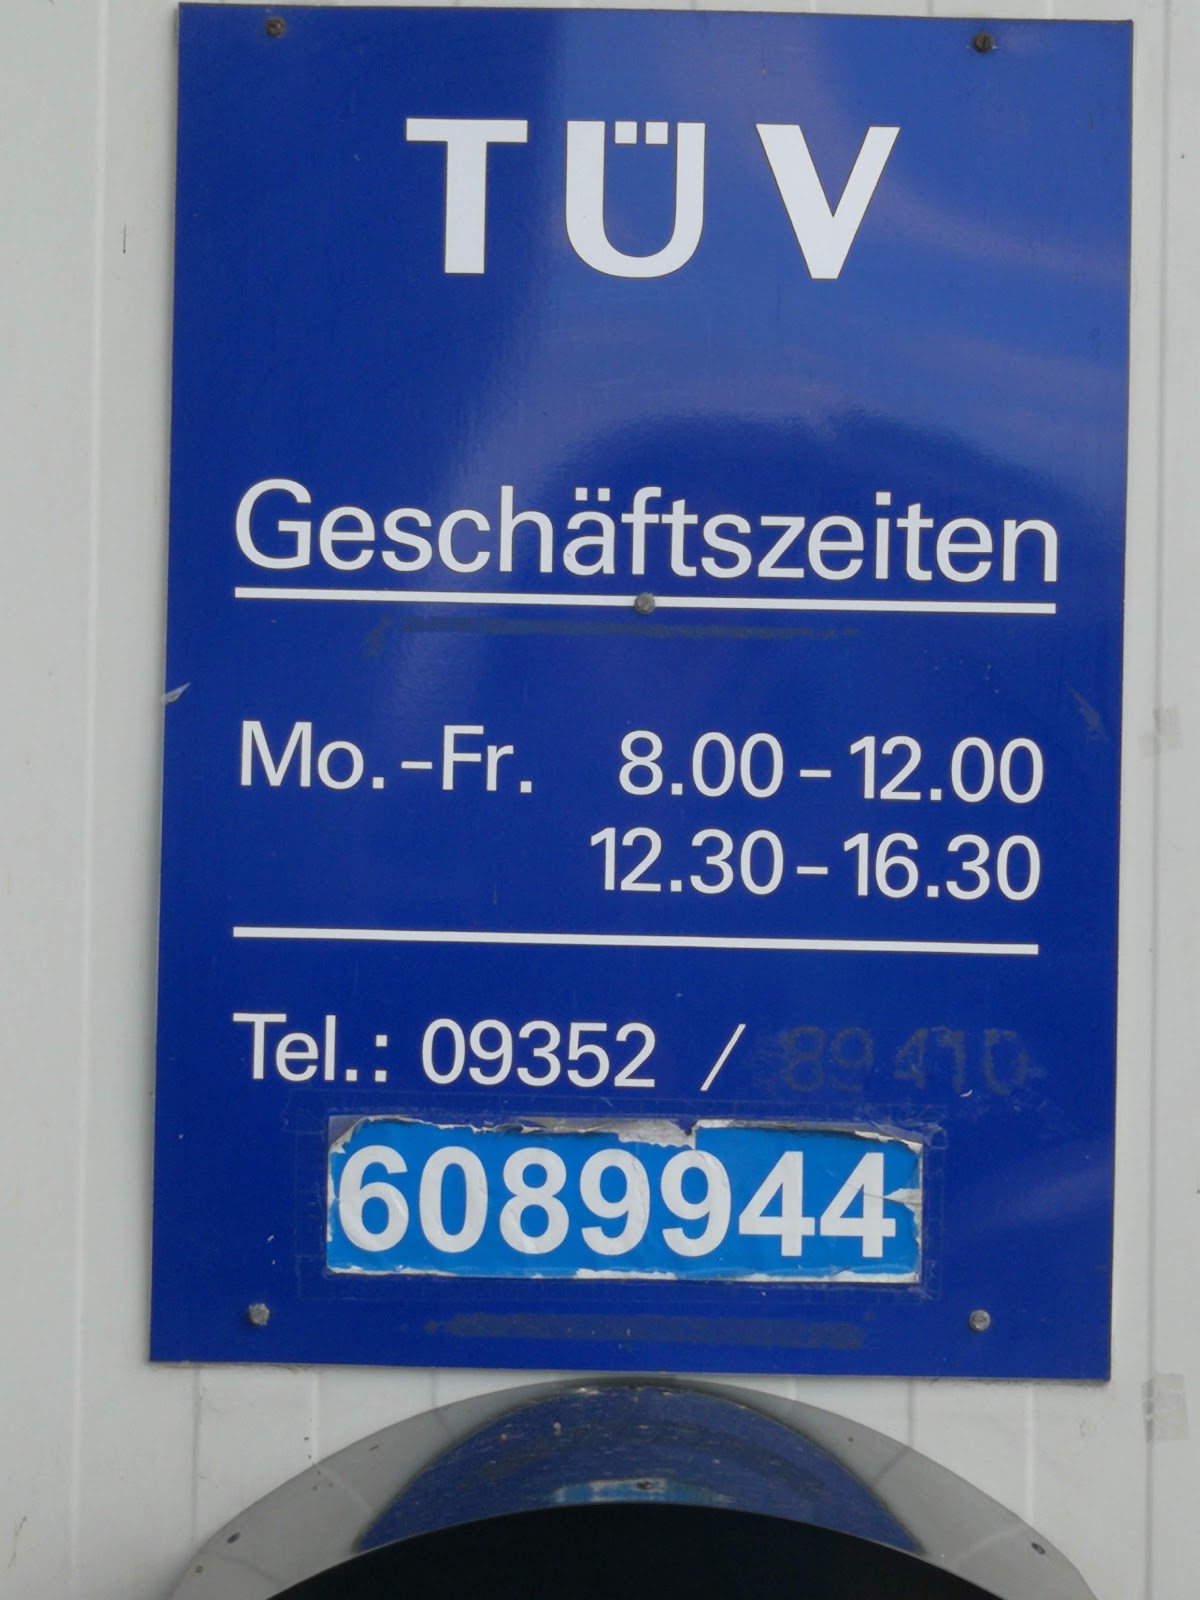 TÜV
Geschäftszeiten
Mo.-Fr. 8.00-12.00
12.30-16.30
Tel.: 09352 /
6089944